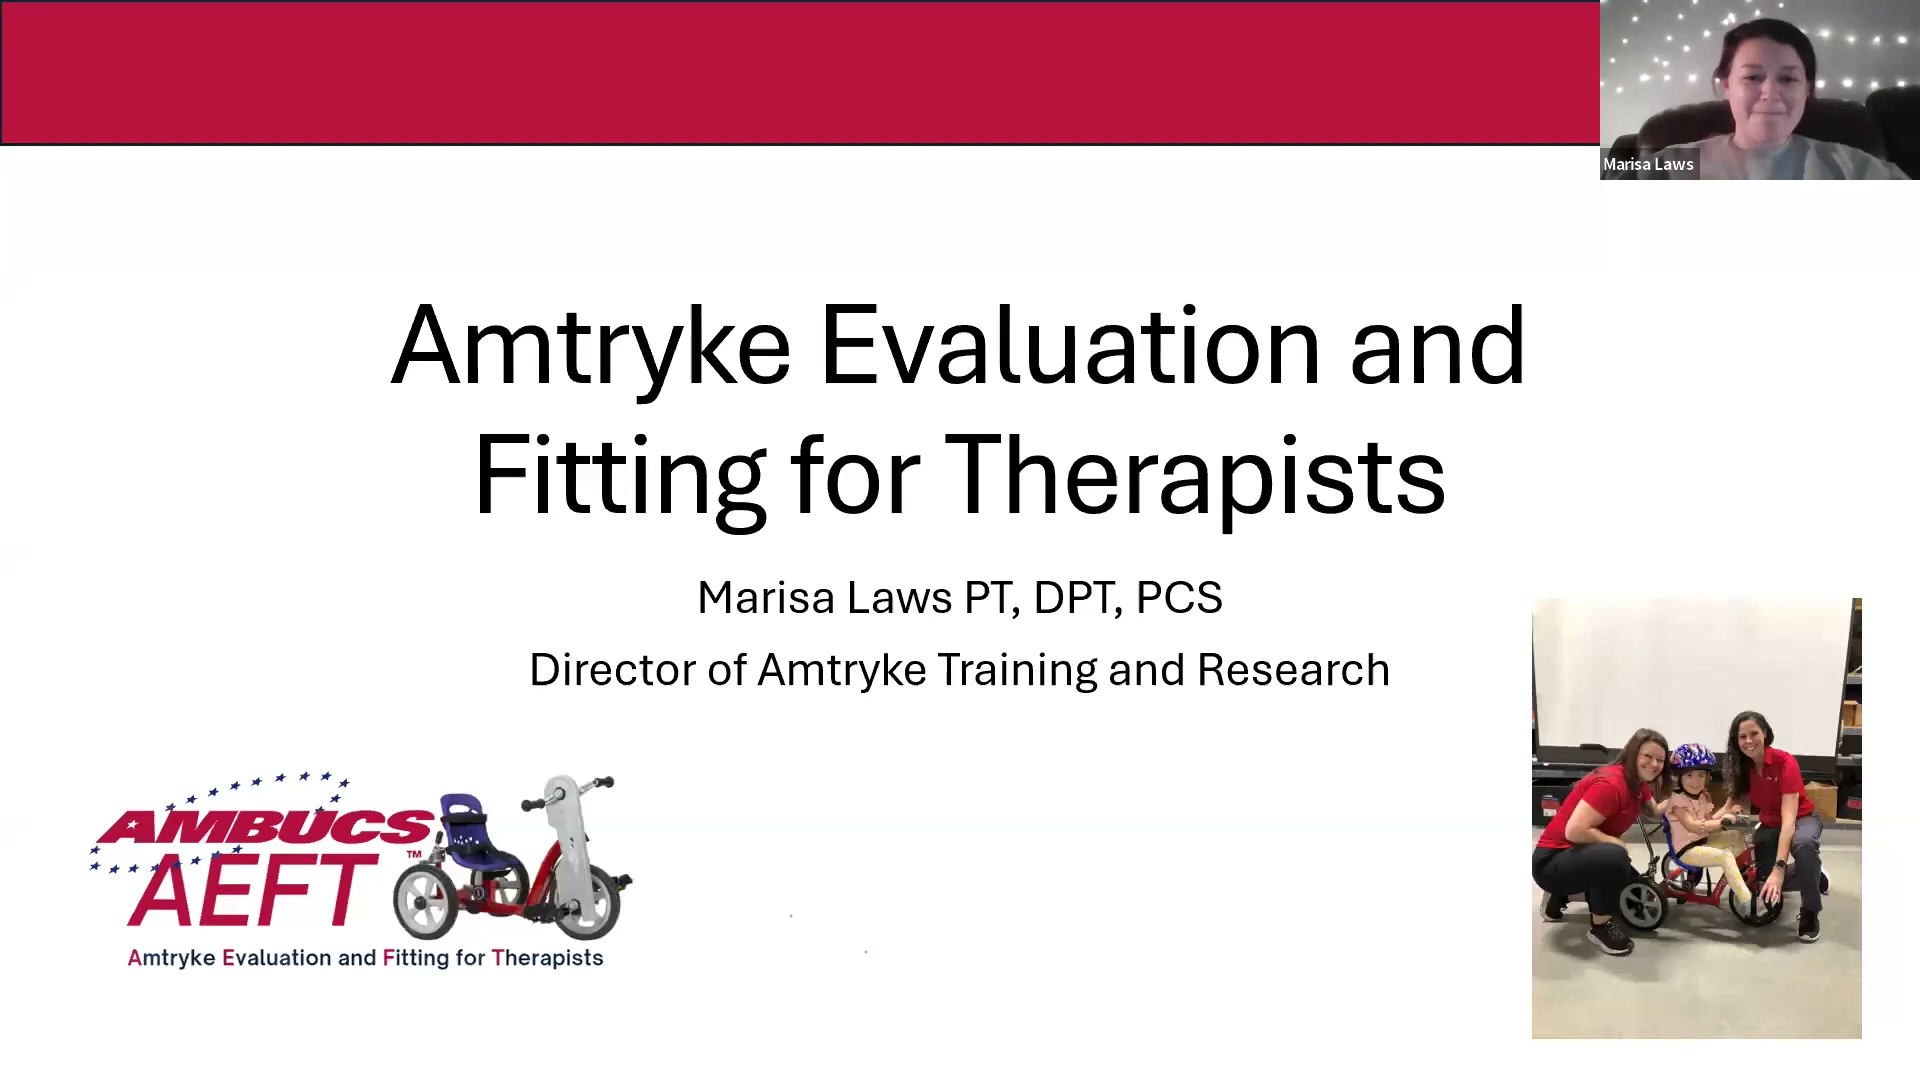 Marisa Laws
Amtryke Evaluation and
Fitting for Therapists
Marisa Laws PT, DPT, PCS
Director of Amtryke Training and Research
AMBUCS
™
AEFT
Amtryke Evaluation and Fitting for Therapists